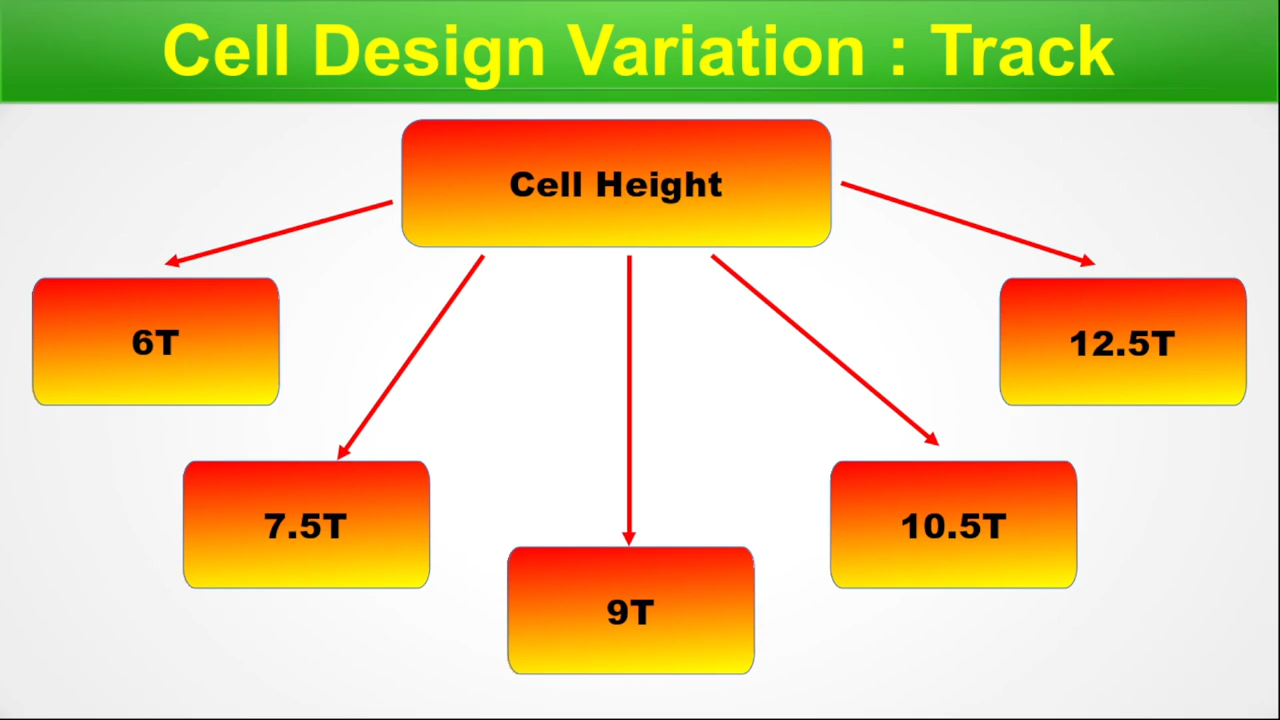 Cell Design Variation : Track
Cell Height
6T
12.5T
7.5T
10.5T
9T